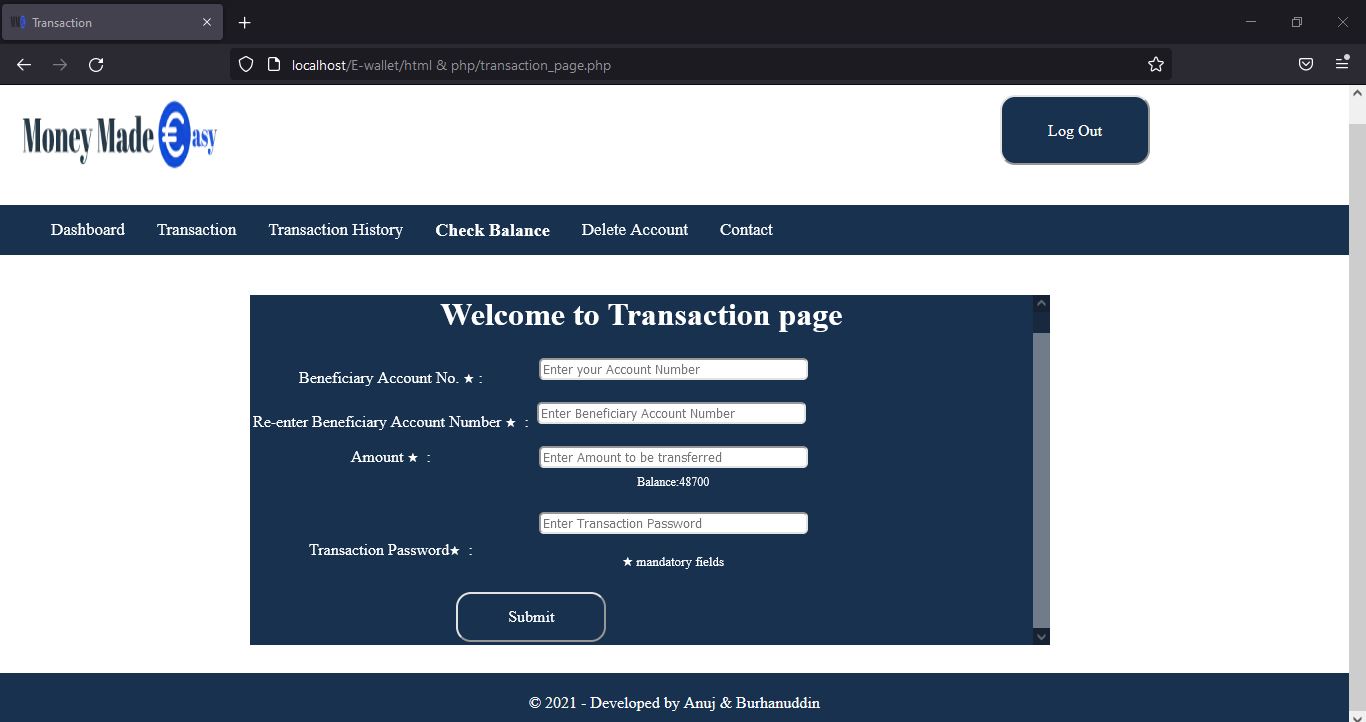 Transaction
localhost/E-wallet/html & php/transaction_page.php
Money Made €asy
Log Out
Dashboard Transaction Transaction History Check Balance Delete Account Contact
Welcome to Transaction page
Beneficiary Account No. ★ : Enter your Account Number
Re-enter Beneficiary Account Number ★ : Enter Beneficiary Account Number
Amount ★ : Enter Amount to be transferred
Balance:48700
Enter Transaction Password
Transaction Password★ :
★ mandatory fields
Submit
© 2021 - Developed by Anuj & Burhanuddin